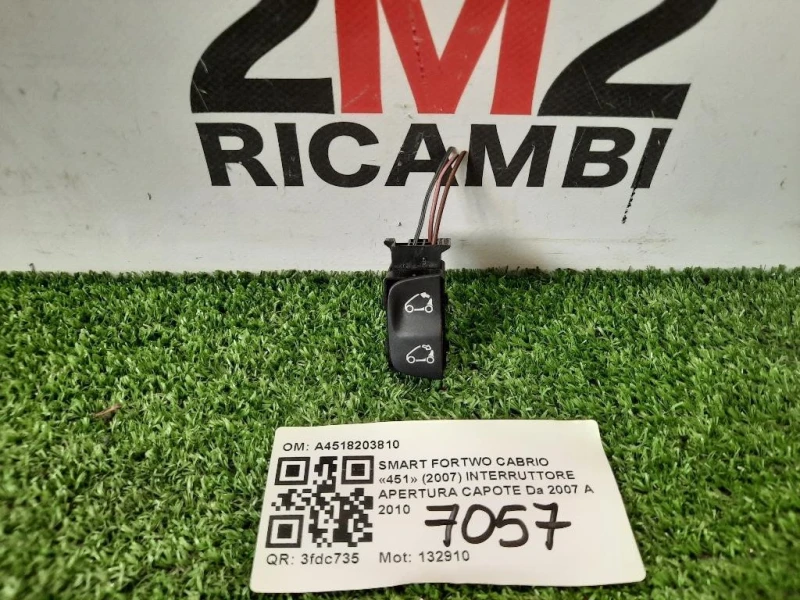 2M2
RICAMBI
OM: A4518203810
SMART FORTWO CABRIO
«451» (2007) INTERRUTTORE
APERTURA CAPOTE Da 2007 A
2010
7057
QR: 3fdc735 Mot: 132910